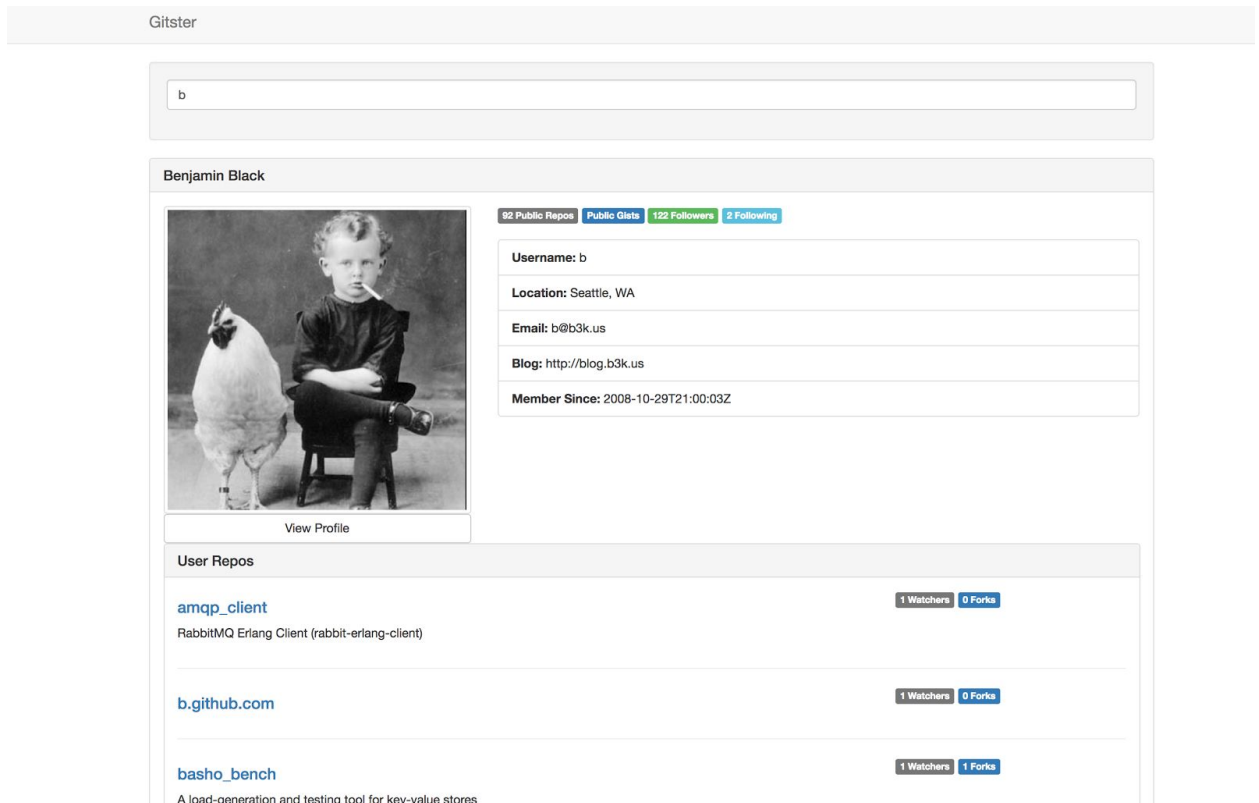 Gitster
b
Benjamin Black
92 Public Repos Public Gists 122 Followers 2 Following
Username: b
Location: Seattle, WA
Email: b@b3k.us
Blog: http://blog.b3k.us
Member Since: 2008-10-29T21:00:03Z
View Profile
User Repos
amqp_client
1 Watchers 0 Forks
RabbitMQ Erlang Client (rabbit-erlang-client)
b.github.com
1 Watchers 0 Forks
basho_bench
1 Watchers 1 Forks
A load-generation and testing tool for key-value stores